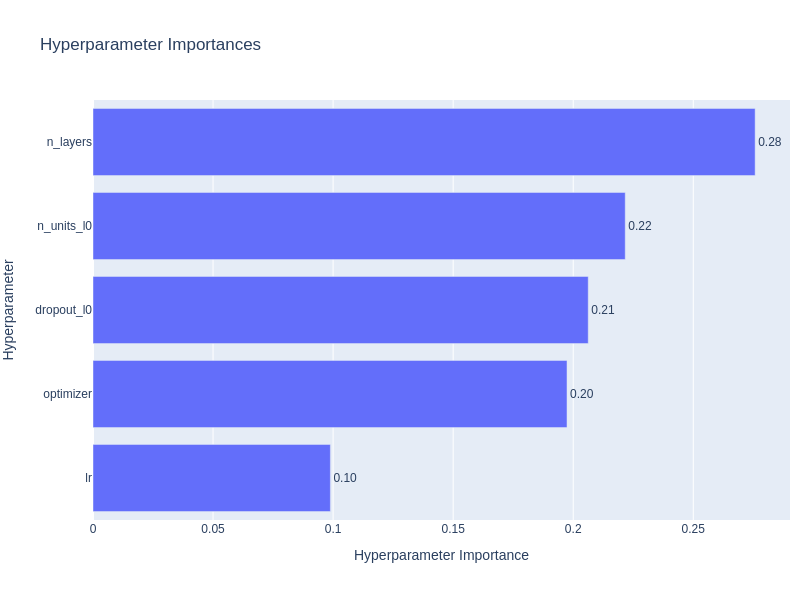 Hyperparameter Importances
n_layers
0.28
n_units_l0
0.22
dropout_l0
0.21
optimizer
0.20
lr
0.10
0
0.05
0.1
0.15
0.2
0.25
Hyperparameter Importance
Hyperparameter